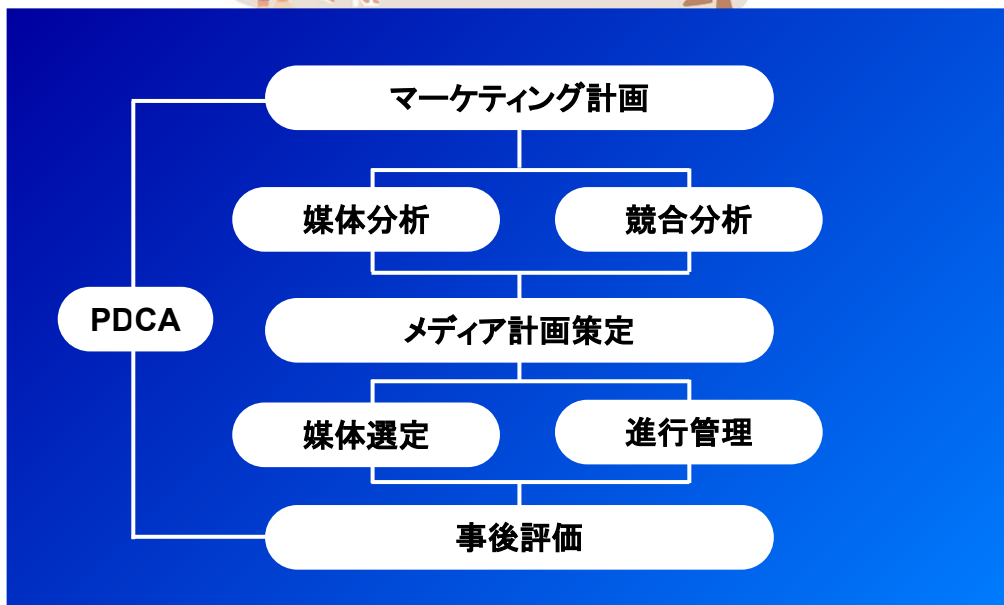 マーケティング計画
媒体分析
競合分析
PDCA
メディア計画策定
媒体選定
進行管理
事後評価